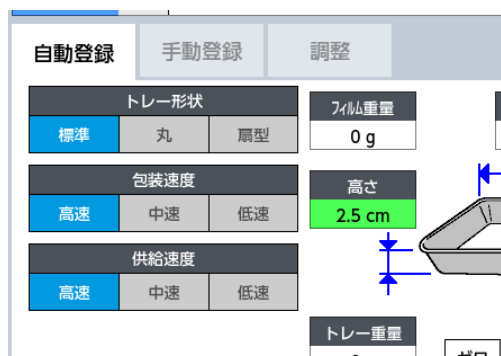 自動登録
手動登録
調整
トレー形状
標準 丸 扇型
フィルム重量
0 g
包装速度
高速 中速 低速
高さ
2.5 cm
供給速度
高速 中速 低速
トレー重量